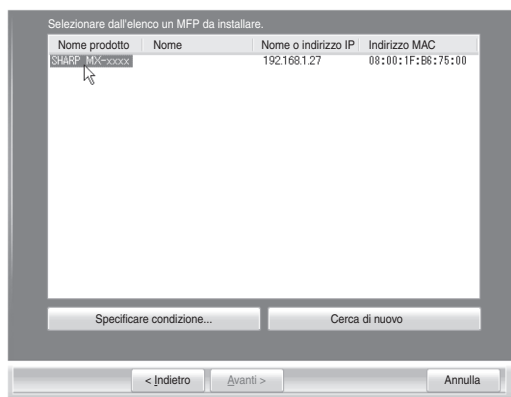 Selezionare dall'elenco un MFP da installare.
Nome prodotto Nome Nome o indirizzo IP Indirizzo MAC
SHARP MX-xxxx 192.168.1.27 08:00:1F:B6:75:00
Specificare condizione... Cerca di nuovo
< Indietro Avanti > Annulla